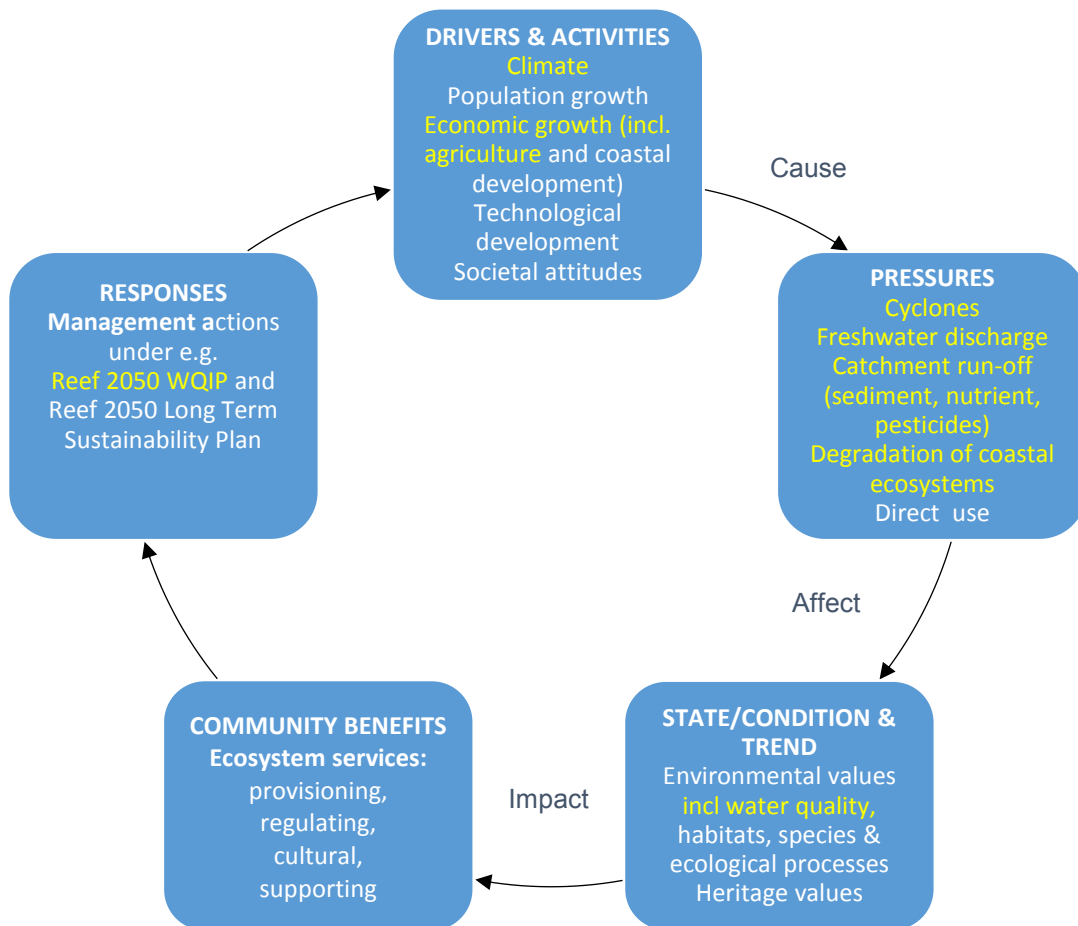 DRIVERS & ACTIVITIES
Climate
Population growth
Economic growth (incl.
agriculture and coastal
development)
Technological
development
Societal attitudes
Cause
PRESSURES
Cyclones
Freshwater discharge
Catchment run-off
(sediment, nutrient,
pesticides)
Degradation of coastal
ecosystems
Direct use
Affect
STATE/CONDITION &
TREND
Environmental values
incl water quality,
habitats, species &
ecological processes
Heritage values
Impact
COMMUNITY BENEFITS
Ecosystem services:
provisioning,
regulating,
cultural,
supporting
RESPONSES
Management actions
under e.g.
Reef 2050 WQIP and
Reef 2050 Long Term
Sustainability Plan